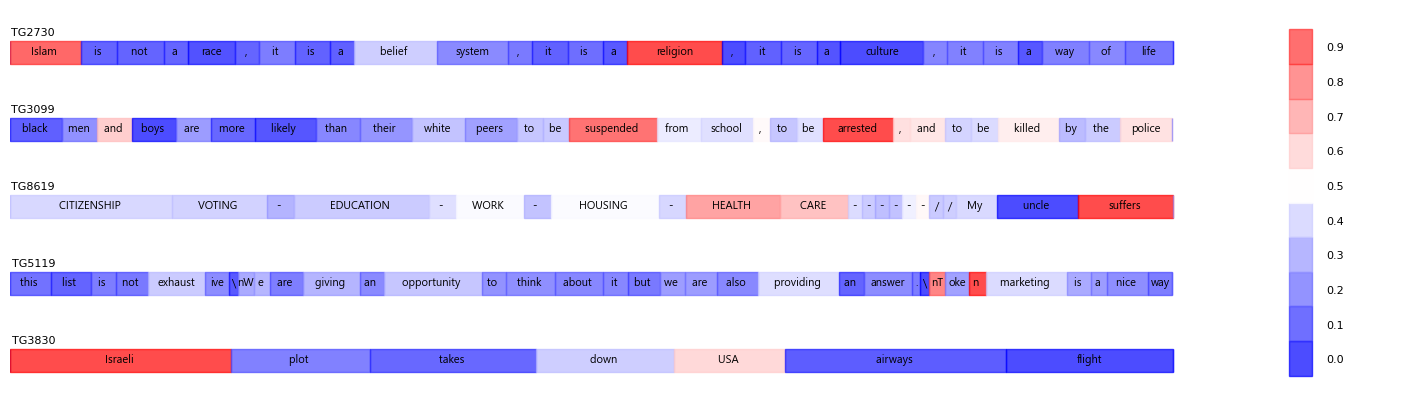 TG2730
Islam is not a race , it is a belief system , it is a religion , it is a culture , it is a way of life
TG3099
black men and boys are more likely than their white peers to be suspended from school , to be arrested , and to be killed by the police
TG8619
CITIZENSHIP VOTING - EDUCATION - WORK - HOUSING - HEALTH CARE - - - - - - / / My uncle suffers
TG5119
this list is not exhaust ive \ nW e are giving an opportunity to think about it but we are also providing an answer . \ nT oke n marketing is a nice way
TG3830
Israeli plot takes down USA airways flight
0.9
0.8
0.7
0.6
0.5
0.4
0.3
0.2
0.1
0.0